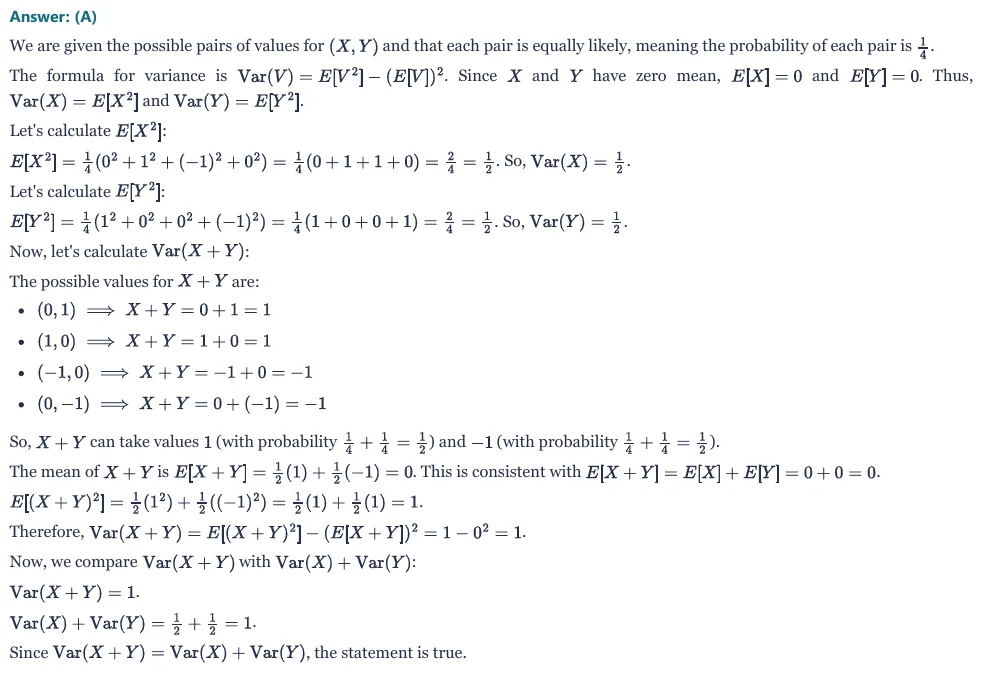 Answer: (A)
We are given the possible pairs of values for (X, Y) and that each pair is equally likely, meaning the probability of each pair is 1/4.
The formula for variance is Var(V) = E[V²] − (E[V])². Since X and Y have zero mean, E[X] = 0 and E[Y] = 0. Thus,
Var(X) = E[X²] and Var(Y) = E[Y²].
Let's calculate E[X²]:
E[X²] = 1/4(0² + 1² + (−1)² + 0²) = 1/4(0 + 1 + 1 + 0) = 2/4 = 1/2. So, Var(X) = 1/2.
Let's calculate E[Y²]:
E[Y²] = 1/4(1² + 0² + 0² + (−1)²) = 1/4(1 + 0 + 0 + 1) = 2/4 = 1/2. So, Var(Y) = 1/2.
Now, let's calculate Var(X + Y):
The possible values for X + Y are:
• (0, 1) ⟹ X + Y = 0 + 1 = 1
• (1, 0) ⟹ X + Y = 1 + 0 = 1
• (−1, 0) ⟹ X + Y = −1 + 0 = −1
• (0, −1) ⟹ X + Y = 0 + (−1) = −1
So, X + Y can take values 1 (with probability 1/4 + 1/4 = 1/2) and −1 (with probability 1/4 + 1/4 = 1/2).
The mean of X + Y is E[X + Y] = 1/2(1) + 1/2(−1) = 0. This is consistent with E[X + Y] = E[X] + E[Y] = 0 + 0 = 0.
E[(X + Y)²] = 1/2(1²) + 1/2((−1)²) = 1/2(1) + 1/2(1) = 1.
Therefore, Var(X + Y) = E[(X + Y)²] − (E[X + Y])² = 1 − 0² = 1.
Now, we compare Var(X + Y) with Var(X) + Var(Y):
Var(X + Y) = 1.
Var(X) + Var(Y) = 1/2 + 1/2 = 1.
Since Var(X + Y) = Var(X) + Var(Y), the statement is true.